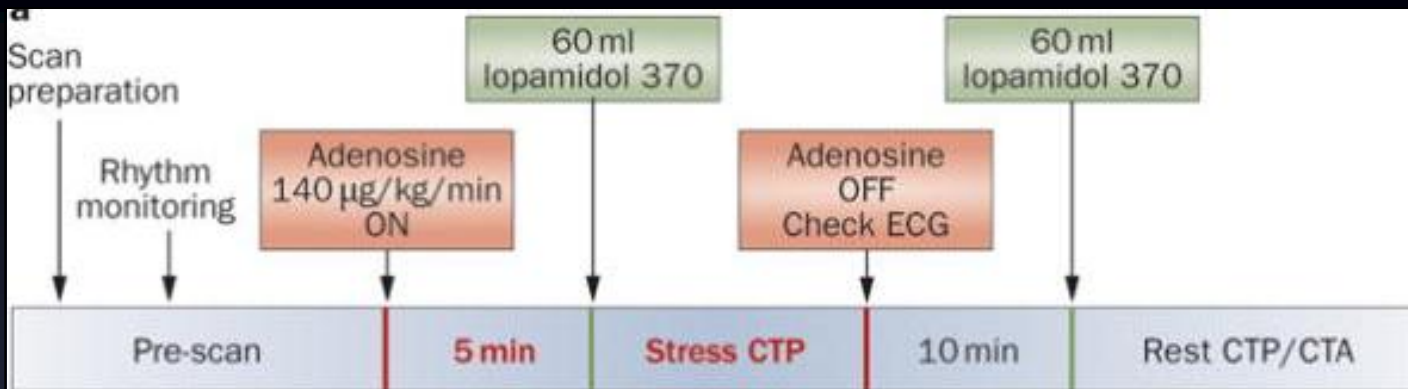 a
Scan
preparation
Rhythm
monitoring
Adenosine
140 µg/kg/min
ON
60 ml
Iopamidol 370
Adenosine
OFF
Check ECG
60 ml
Iopamidol 370
Pre-scan
5 min
Stress CTP
10 min
Rest CTP/CTA